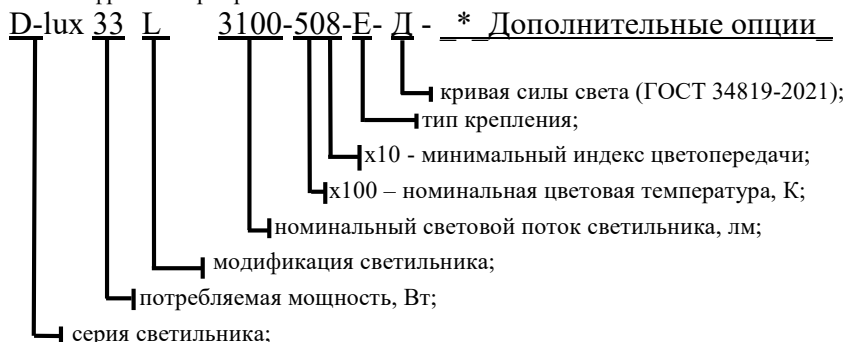 D-lux 33 L 3100-508-Е- Д - _*_Дополнительные опции_
кривая силы света (ГОСТ 34819-2021);
тип крепления;
х10 - минимальный индекс цветопередачи;
х100 – номинальная цветовая температура, К;
номинальный световой поток светильника, лм;
модификация светильника;
потребляемая мощность, Вт;
серия светильника;